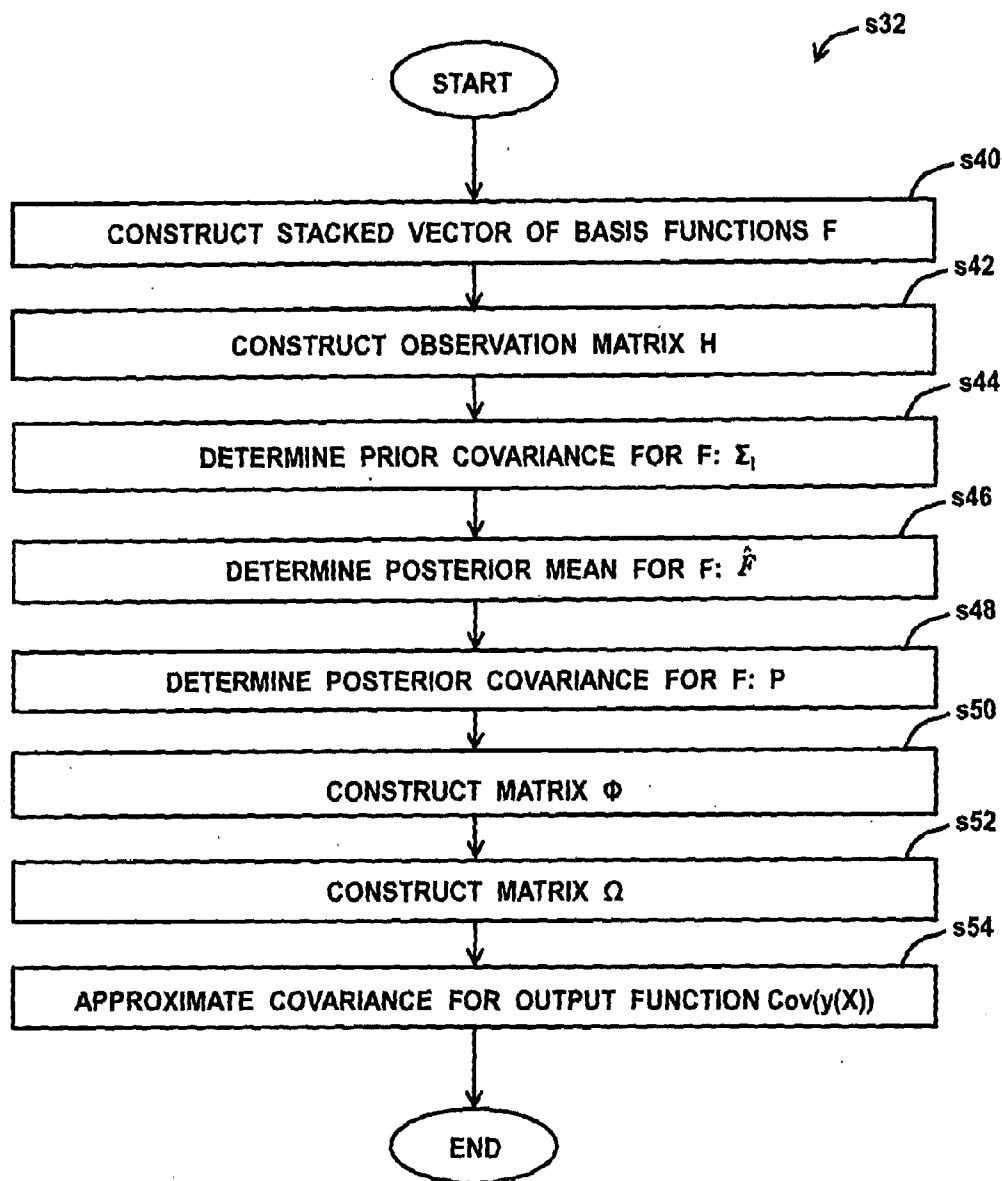 s32
START
s40
CONSTRUCT STACKED VECTOR OF BASIS FUNCTIONS F
s42
CONSTRUCT OBSERVATION MATRIX H
s44
DETERMINE PRIOR COVARIANCE FOR F: Σ_I
s46
DETERMINE POSTERIOR MEAN FOR F: F̂
s48
DETERMINE POSTERIOR COVARIANCE FOR F: P
s50
CONSTRUCT MATRIX Φ
s52
CONSTRUCT MATRIX Ω
s54
APPROXIMATE COVARIANCE FOR OUTPUT FUNCTION Cov(y(X))
END